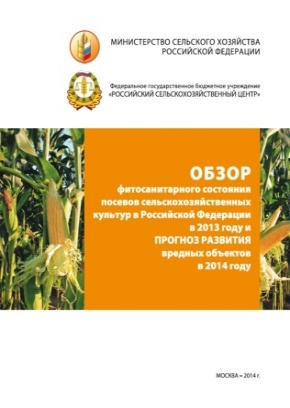 МИНИСТЕРСТВО СЕЛЬСКОГО ХОЗЯЙСТВА
РОССИЙСКОЙ ФЕДЕРАЦИИ
Федеральное государственное бюджетное учреждение
«РОССИЙСКИЙ СЕЛЬСКОХОЗЯЙСТВЕННЫЙ ЦЕНТР»
ОБЗОР
фитосанитарного состояния
посевов сельскохозяйственных
культур в Российской Федерации
в 2013 году и
ПРОГНОЗ РАЗВИТИЯ
вредных объектов
в 2014 году
МОСКВА – 2014 г.